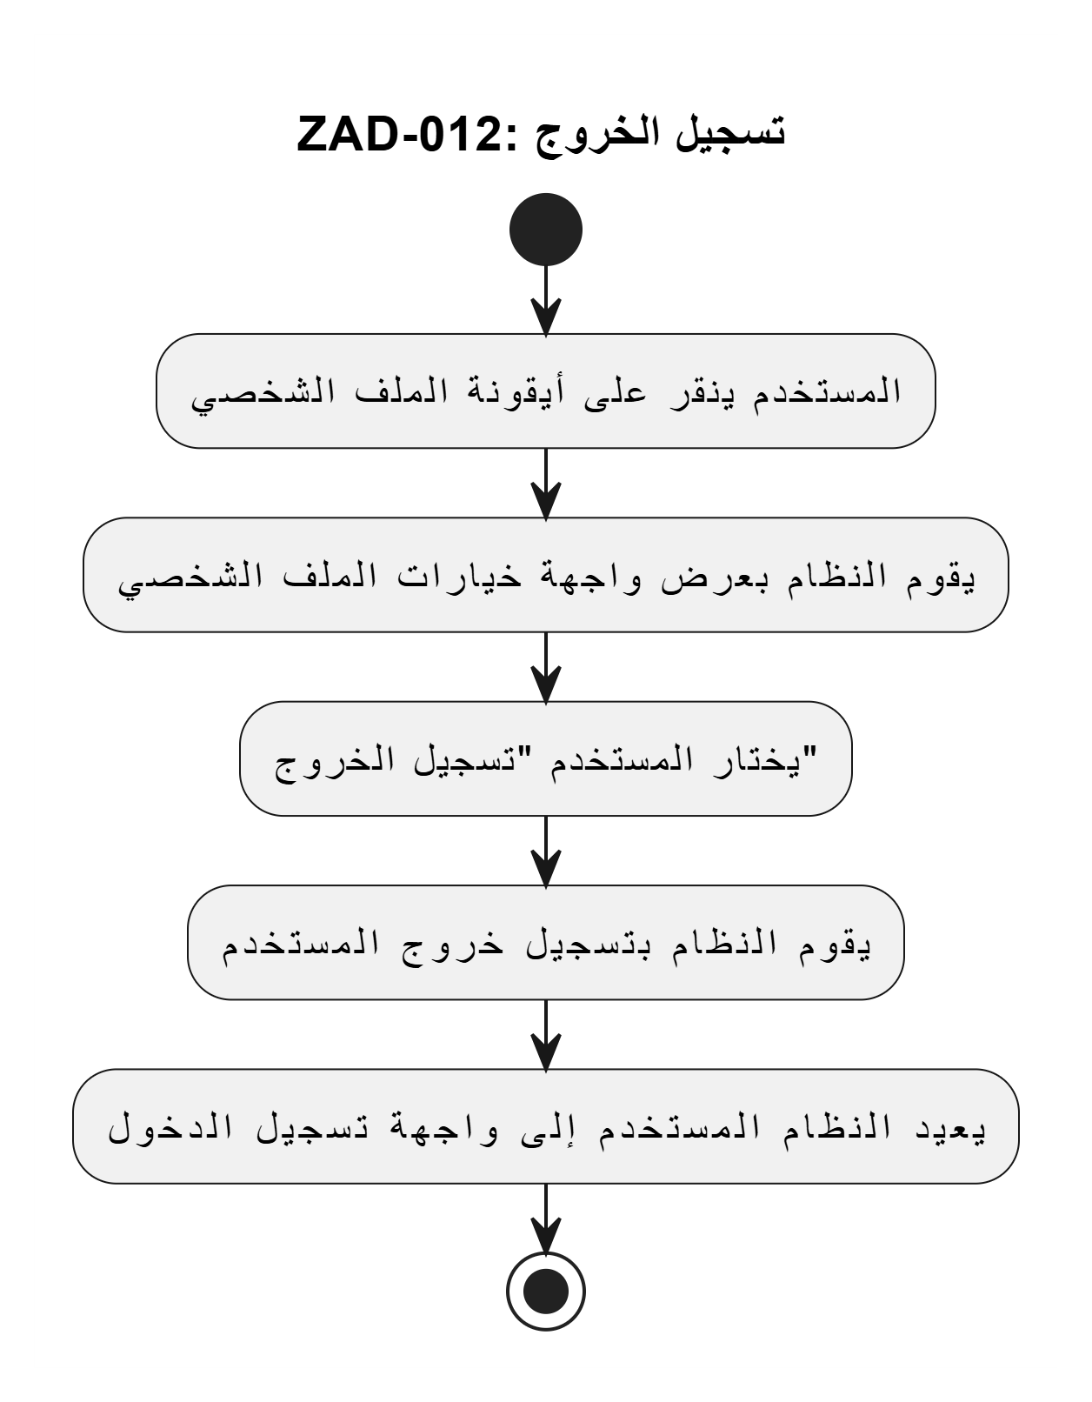 ZAD-012: تسجيل الخروج
المستخدم ينقر على أيقونة الملف الشخصي
يقوم النظام بعرض واجهة خيارات الملف الشخصي
يختار المستخدم "تسجيل الخروج"
يقوم النظام بتسجيل خروج المستخدم
يعيد النظام المستخدم إلى واجهة تسجيل الدخول